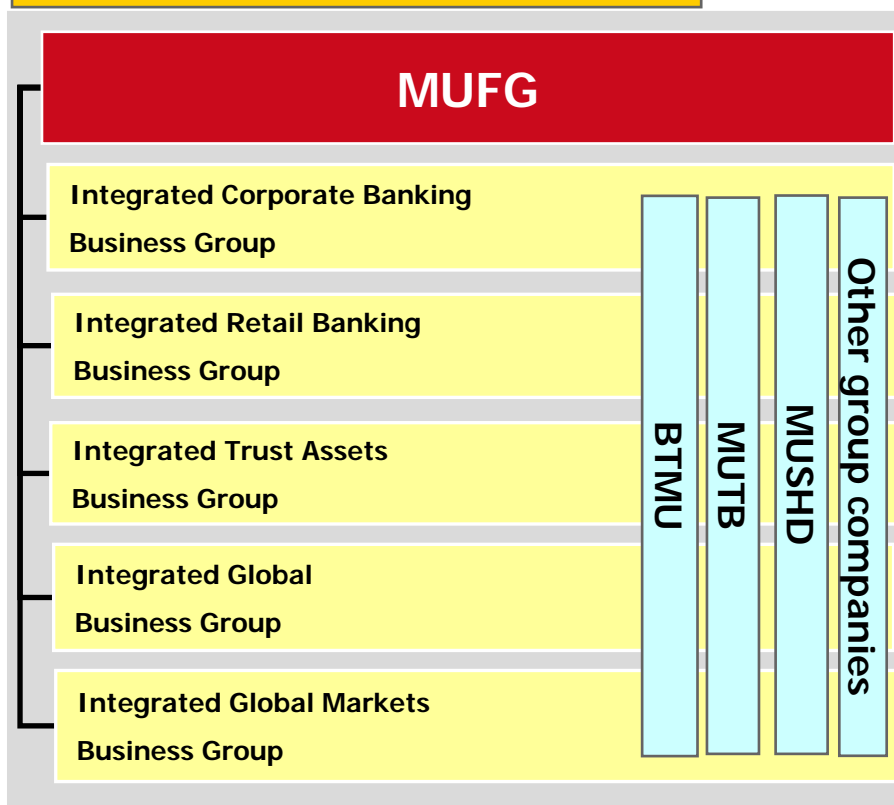 MUFG
Integrated Corporate Banking
Business Group
Integrated Retail Banking
Business Group
Integrated Trust Assets
Business Group
Integrated Global
Business Group
Integrated Global Markets
Business Group
BTMU
MUTB
MUSHD
Other group companies